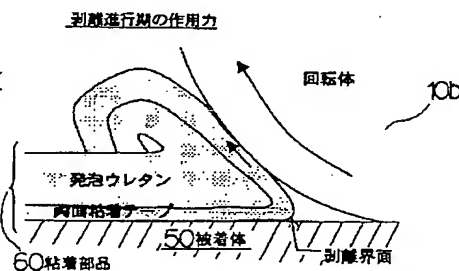 剥離進行期の作用力
回転体
10b
発泡ウレタン
両面粘着テープ
50被着体
剥離界面
60粘着部品